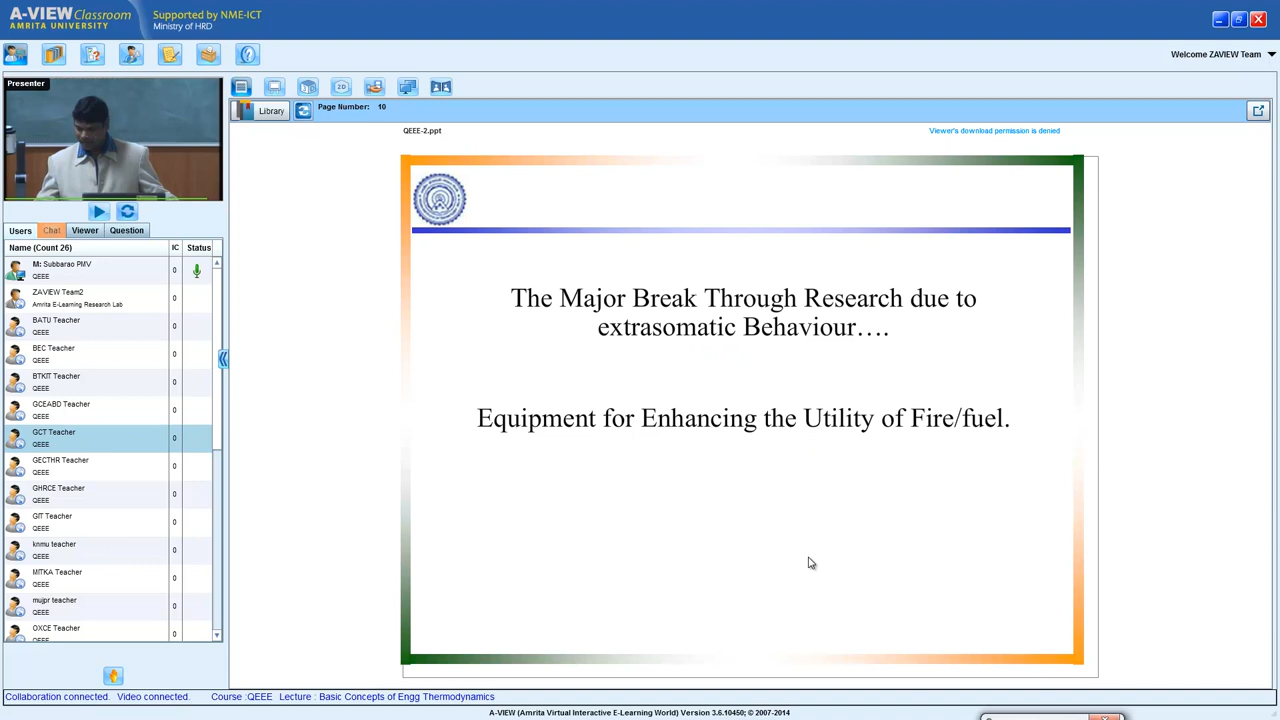 A-VIEW Classroom
AMRITA UNIVERSITY
Supported by NME-ICT
Ministry of HRD
Welcome ZAVIEW Team
Presenter
Library
Page Number: 10
QEEE-2.ppt
Viewer's download permission is denied
Users Chat Viewer Question
Name (Count 26) IC Status
M: Subbarao PMV
QEEE
0
ZAVIEW Team2
Amrita E-Learning Research Lab
0
BATU Teacher
QEEE
0
BEC Teacher
QEEE
0
BTKIT Teacher
QEEE
0
GCEABD Teacher
QEEE
0
GCT Teacher
QEEE
0
GECTHR Teacher
QEEE
0
GHRCE Teacher
QEEE
0
GIT Teacher
QEEE
0
knmu teacher
QEEE
0
MITKA Teacher
QEEE
0
mujpr teacher
QEEE
0
OXCE Teacher
QEEE
0
The Major Break Through Research due to
extrasomatic Behaviour….
Equipment for Enhancing the Utility of Fire/fuel.
Collaboration connected. Video connected. Course :QEEE Lecture : Basic Concepts of Engg Thermodynamics
A-VIEW (Amrita Virtual Interactive E-Learning World) Version 3.6.10450; © 2007-2014